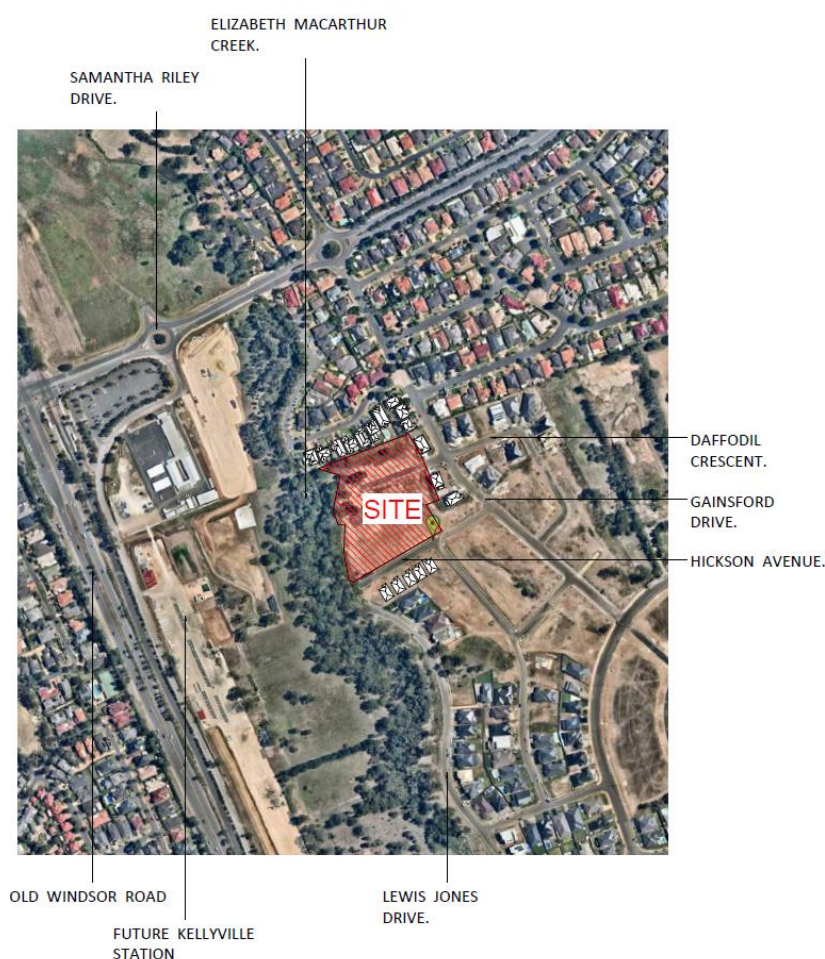 ELIZABETH MACARTHUR
CREEK.
SAMANTHA RILEY
DRIVE.
DAFFODIL
CRESCENT.
SITE
GAINSFORD
DRIVE.
HICKSON AVENUE.
OLD WINDSOR ROAD
LEWIS JONES
DRIVE.
FUTURE KELLYVILLE
STATION